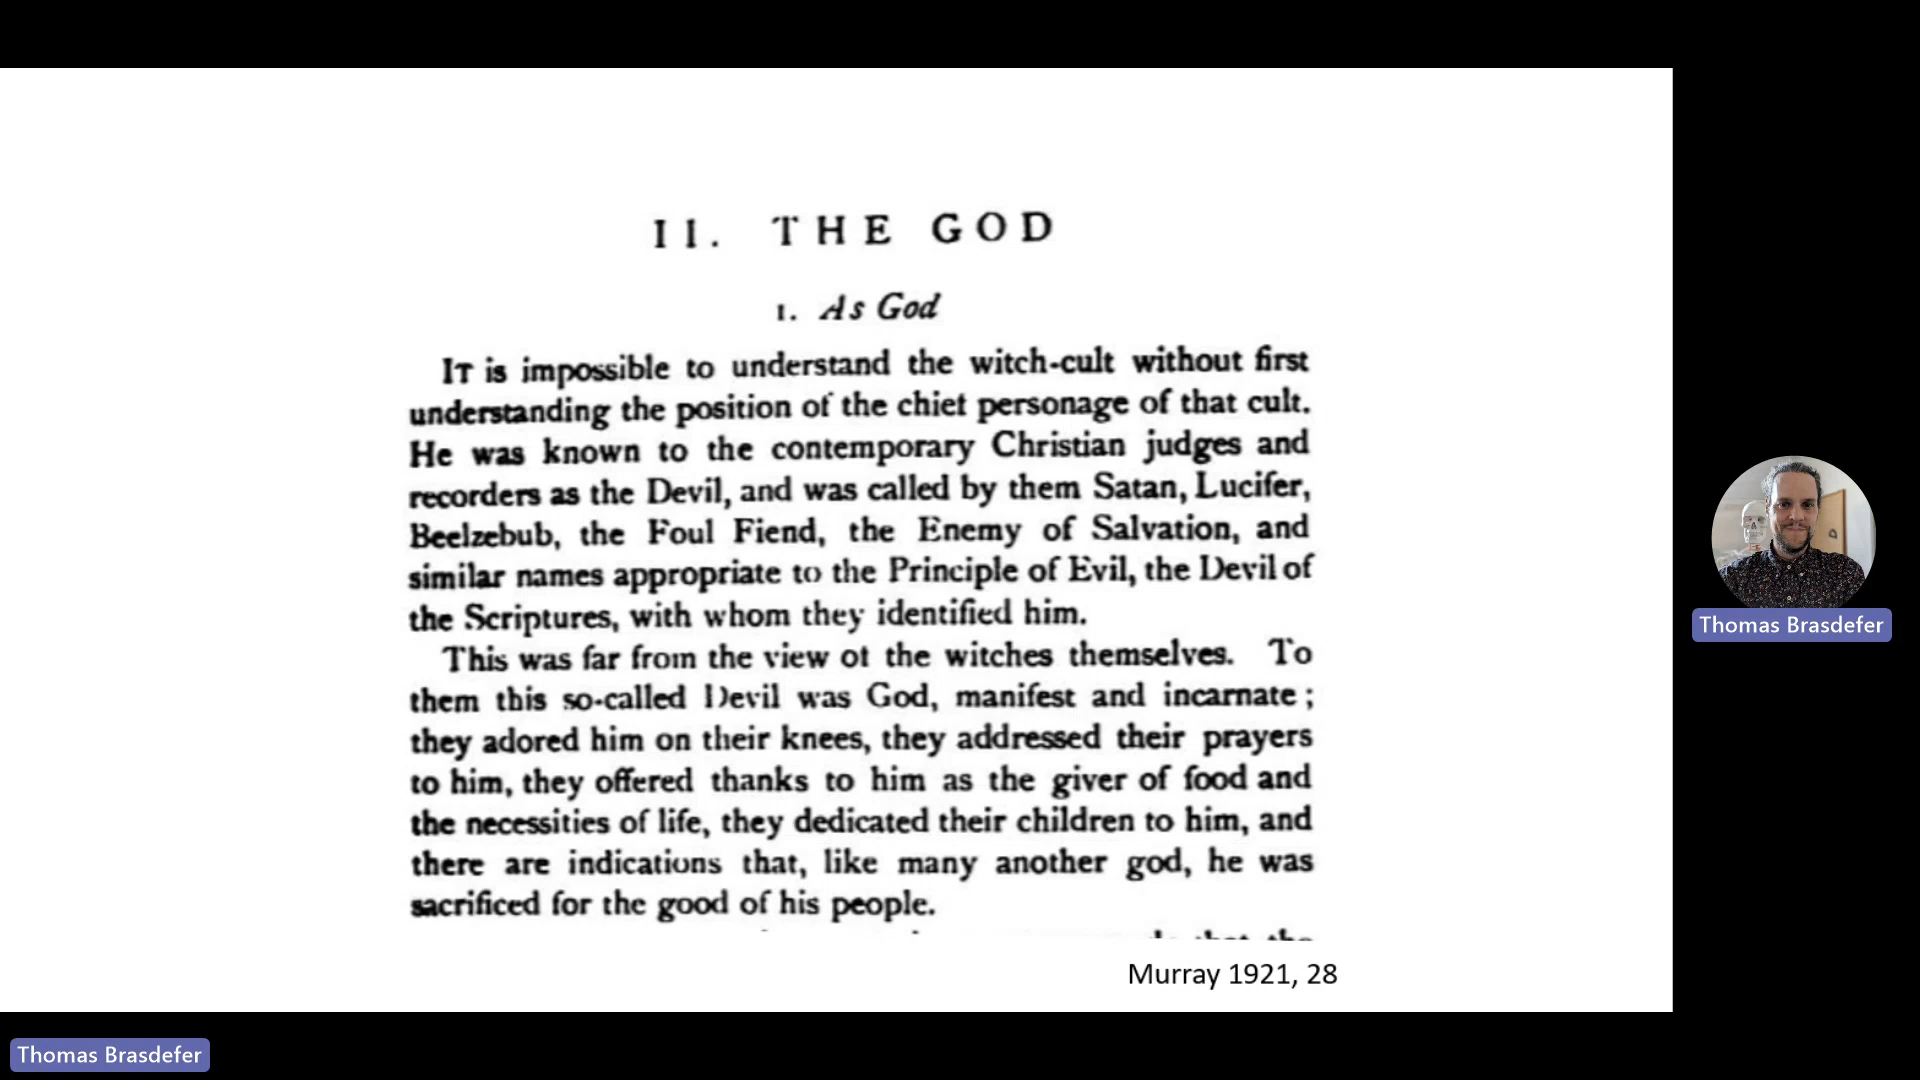 II. THE GOD
1. As God
IT is impossible to understand the witch-cult without first
understanding the position of the chief personage of that cult.
He was known to the contemporary Christian judges and
recorders as the Devil, and was called by them Satan, Lucifer,
Beelzebub, the Foul Fiend, the Enemy of Salvation, and
similar names appropriate to the Principle of Evil, the Devil of
the Scriptures, with whom they identified him.
This was far from the view of the witches themselves. To
them this so-called Devil was God, manifest and incarnate;
they adored him on their knees, they addressed their prayers
to him, they offered thanks to him as the giver of food and
the necessities of life, they dedicated their children to him, and
there are indications that, like many another god, he was
sacrificed for the good of his people.
that the
Murray 1921, 28
Thomas Brasdefer
Thomas Brasdefer